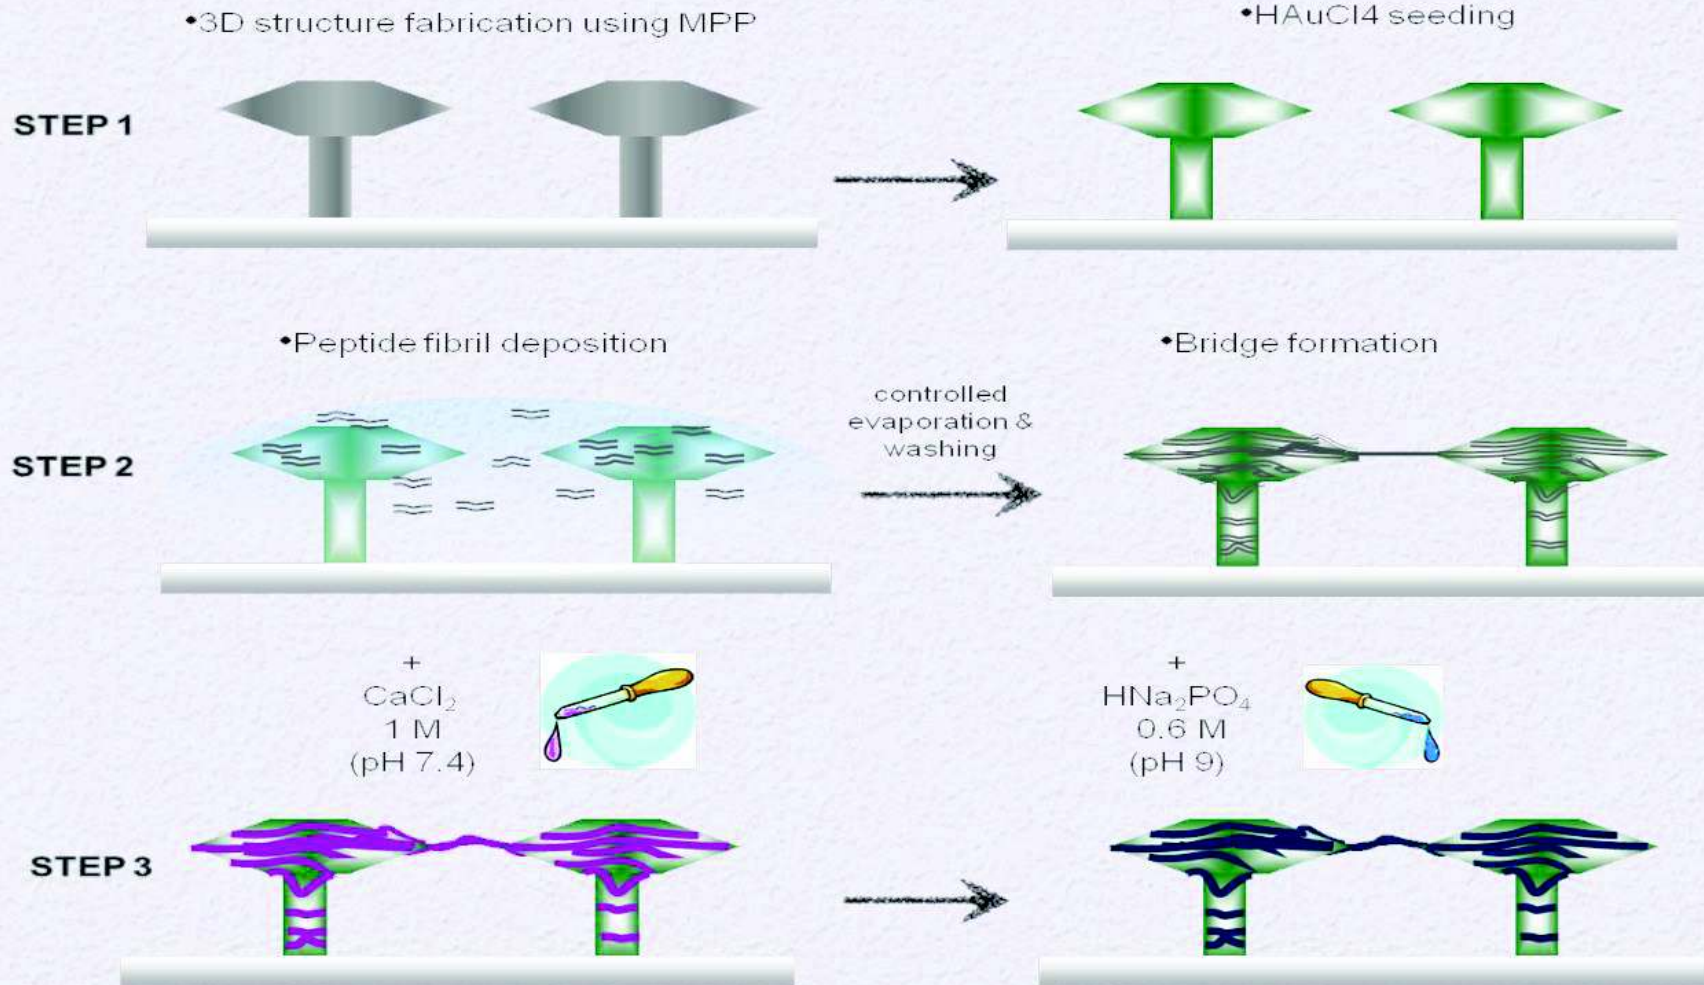 •3D structure fabrication using MPP
•HAuCl4 seeding
STEP 1
•Peptide fibril deposition
•Bridge formation
controlled
evaporation &
washing
STEP 2
+
CaCl₂
1 M
(pH 7.4)
+
HNa₂PO₄
0.6 M
(pH 9)
STEP 3